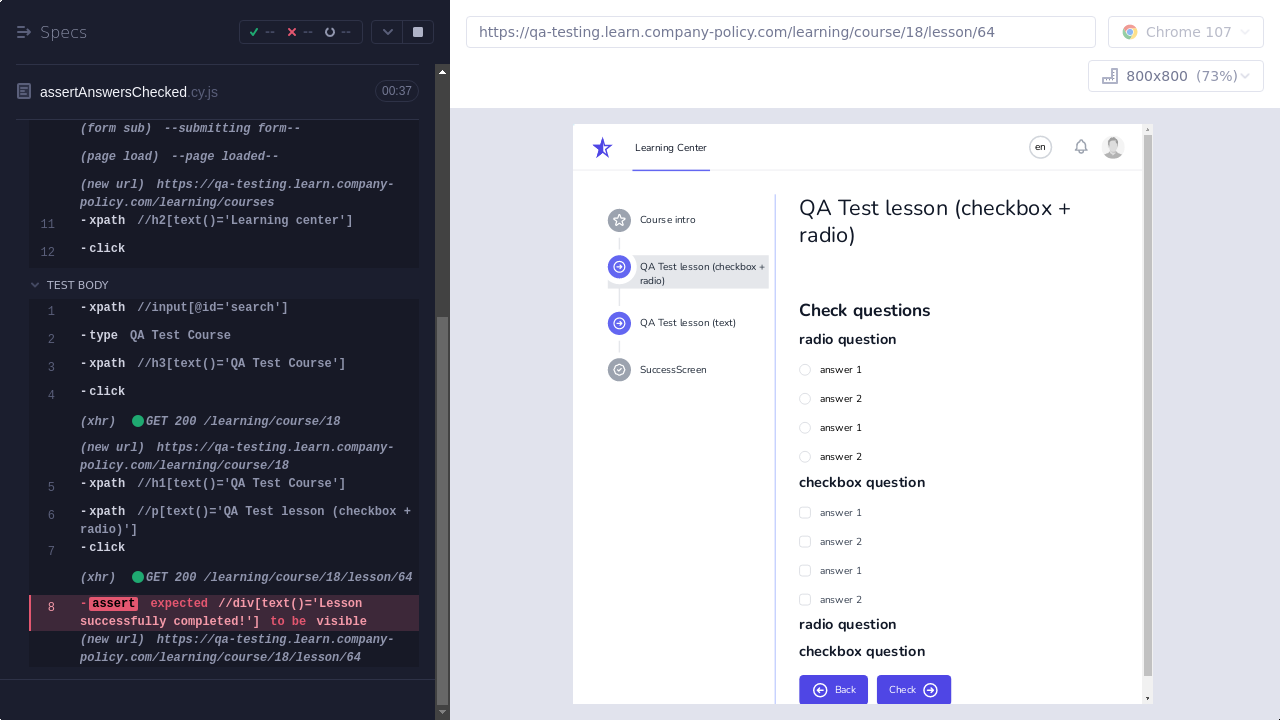 Specs
-- -- --
assertAnswersChecked.cy.js 00:37
(form sub) --submitting form--
(page load) --page loaded--
(new url) https://qa-testing.learn.company-
policy.com/learning/courses
11 -xpath //h2[text()='Learning center']
12 -click
TEST BODY
1 -xpath //input[@id='search']
2 -type QA Test Course
3 -xpath //h3[text()='QA Test Course']
4 -click
(xhr) GET 200 /learning/course/18
(new url) https://qa-testing.learn.company-
policy.com/learning/course/18
5 -xpath //h1[text()='QA Test Course']
6 -xpath //p[text()='QA Test lesson (checkbox +
radio)']
7 -click
(xhr) GET 200 /learning/course/18/lesson/64
8 -assert expected //div[text()='Lesson
successfully completed!'] to be visible
(new url) https://qa-testing.learn.company-
policy.com/learning/course/18/lesson/64
https://qa-testing.learn.company-policy.com/learning/course/18/lesson/64
Chrome 107
800x800 (73%)
Learning Center
en
Course intro
QA Test lesson (checkbox +
radio)
QA Test lesson (text)
SuccessScreen
QA Test lesson (checkbox +
radio)
Check questions
radio question
answer 1
answer 2
answer 1
answer 2
checkbox question
answer 1
answer 2
answer 1
answer 2
radio question
checkbox question
Back
Check